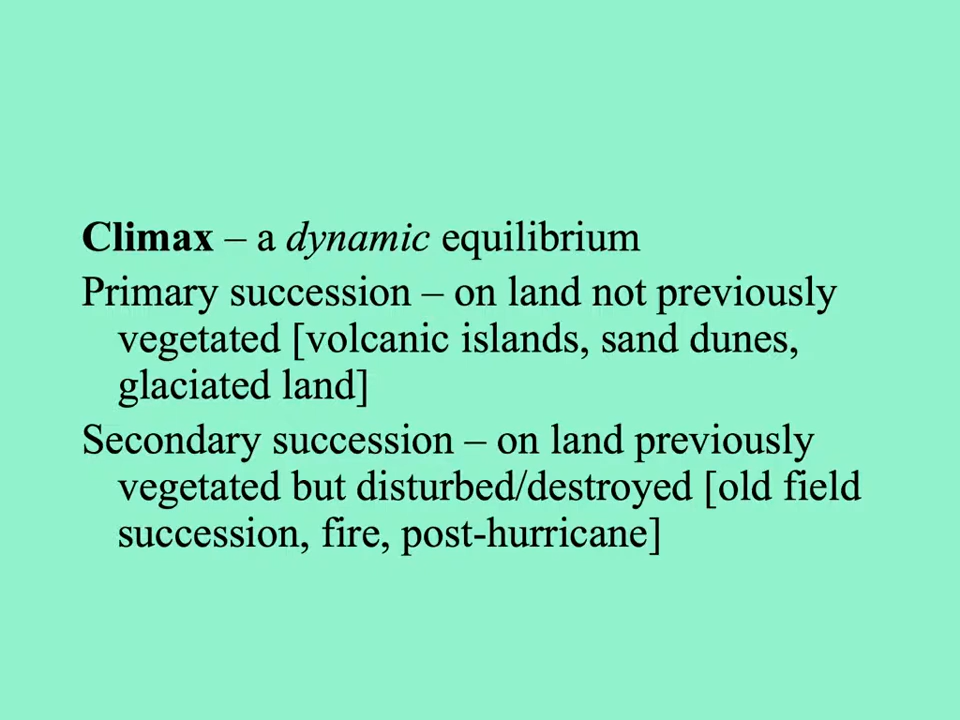 Climax – a dynamic equilibrium
Primary succession – on land not previously
vegetated [volcanic islands, sand dunes,
glaciated land]
Secondary succession – on land previously
vegetated but disturbed/destroyed [old field
succession, fire, post-hurricane]